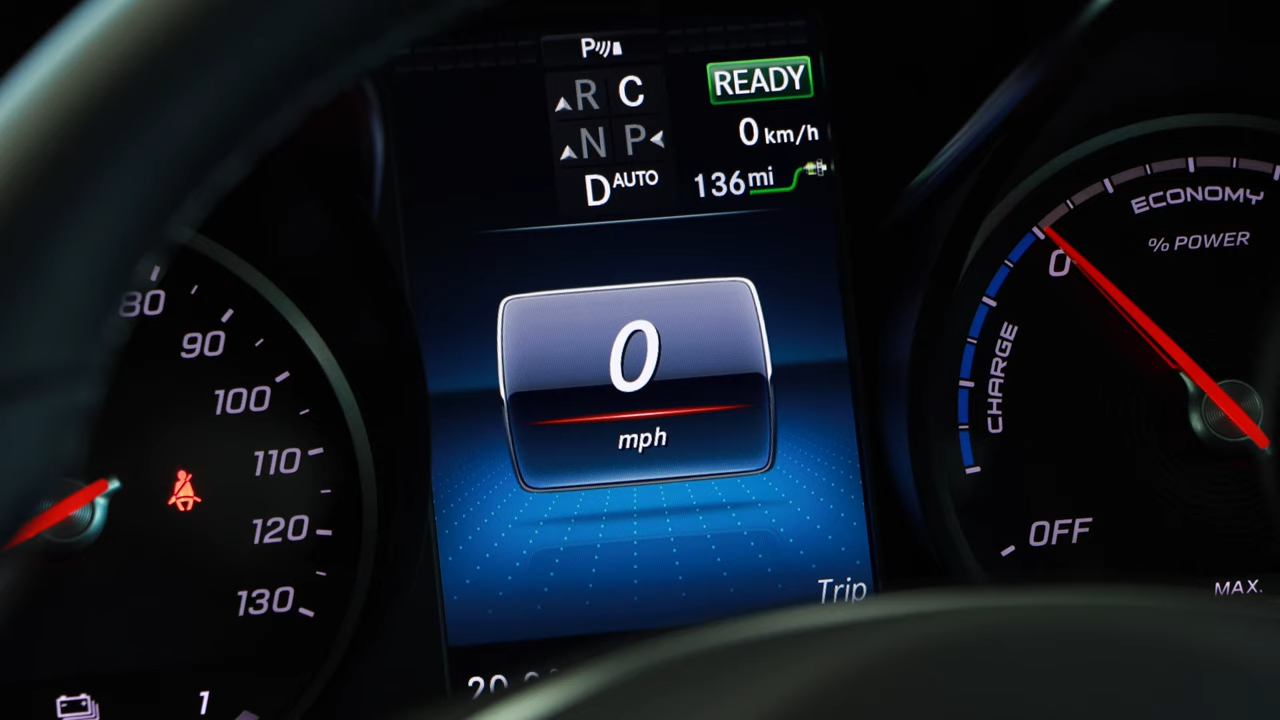 P
R C
N P
D AUTO
READY
0 km/h
136 mi
0
mph
Trip
80
90
100
110
120
130
1
ECONOMY
% POWER
0
CHARGE
OFF
MAX.